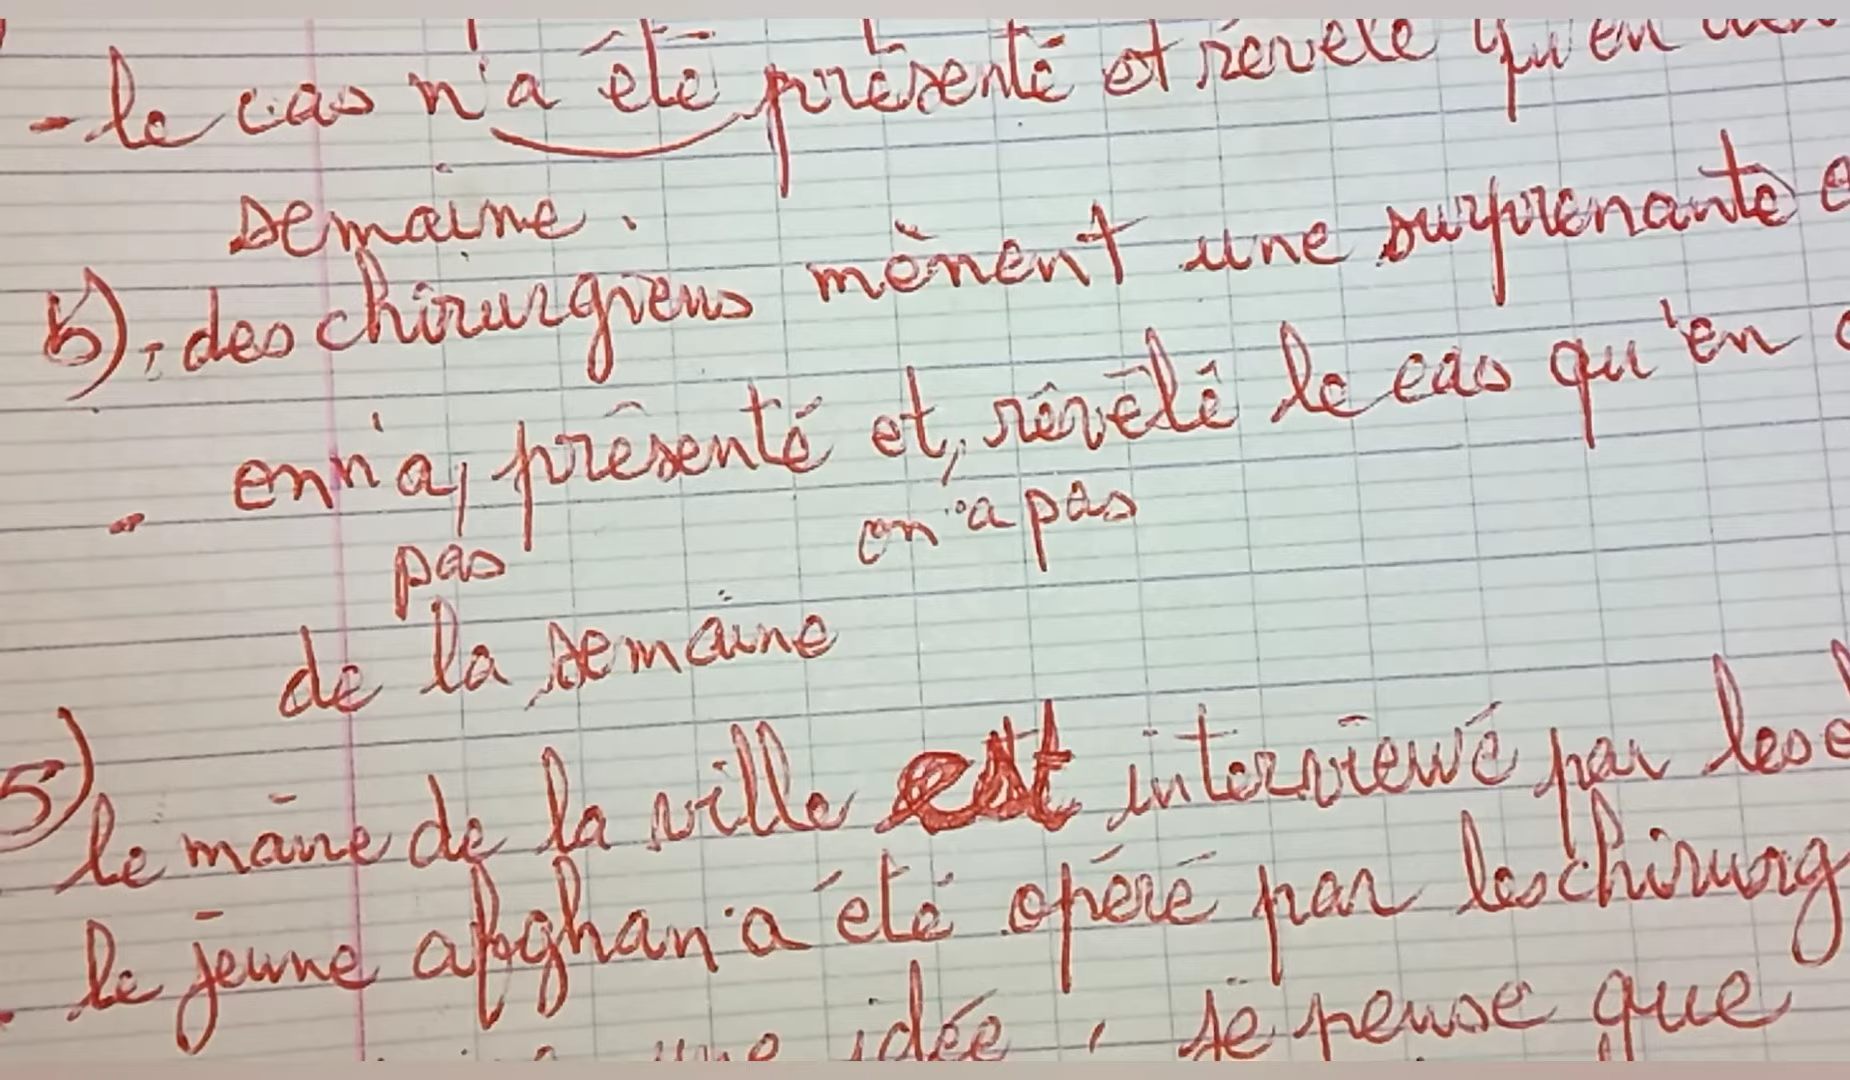 - le cas n'a été présenté et révélé qu'en
semaine.
b), des chirurgiens mènent une surprenante
- enn'a, présenté et, révélé le cas qu'en
pas on a pas
de la semaine
5)
le maire de la ville est interviewé par les
. le jeune afghan a été opéré par les chirurg
une idée, je pense que